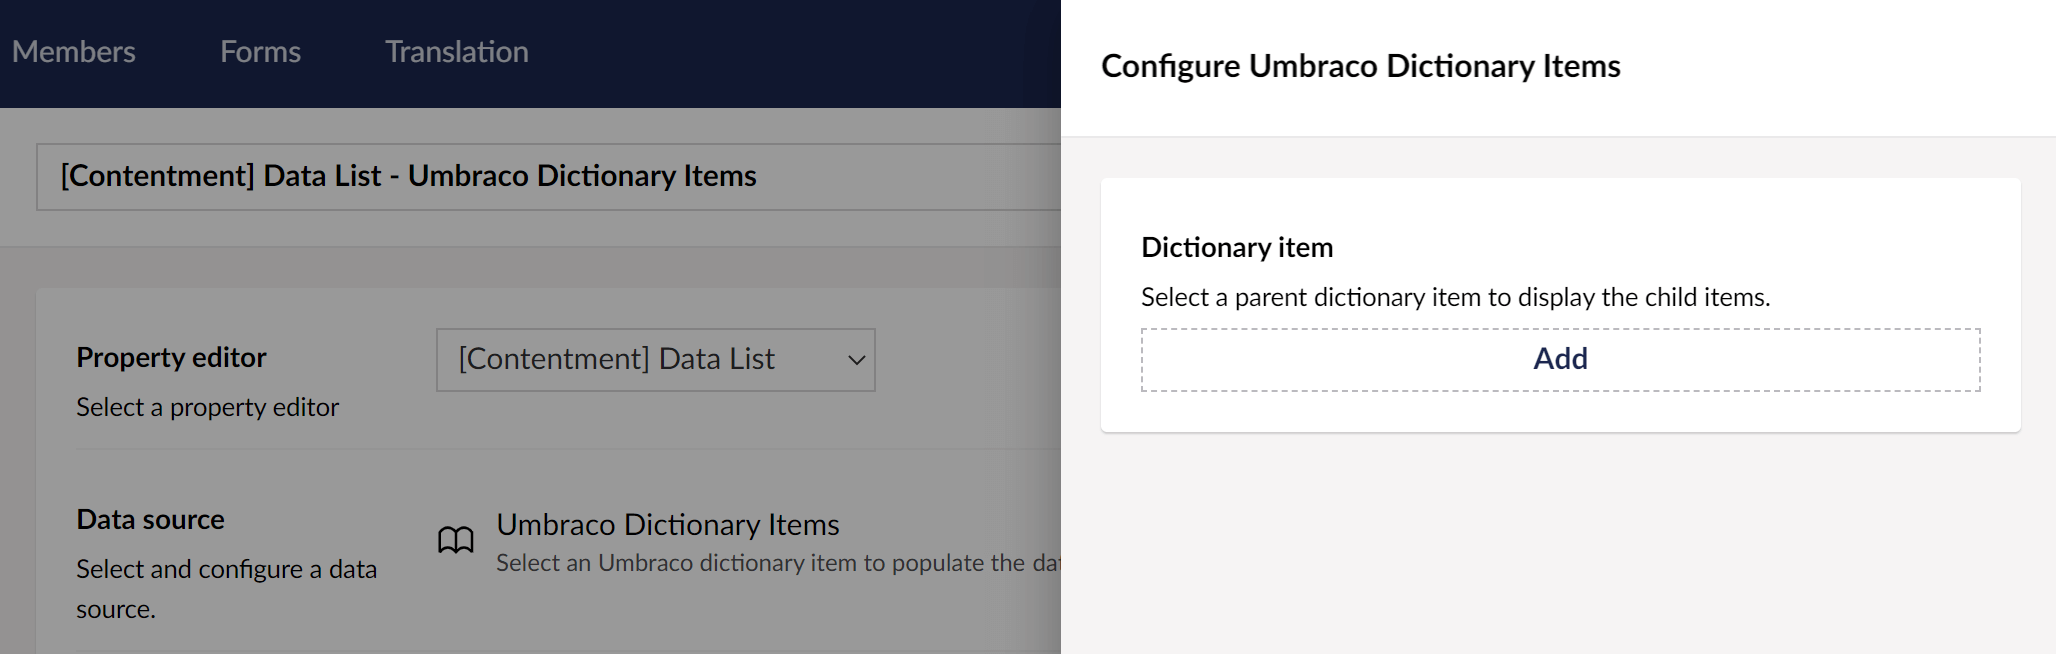 Members Forms Translation
[Contentment] Data List - Umbraco Dictionary Items
Property editor
Select a property editor
[Contentment] Data List
Data source
Select and configure a data
source.
Umbraco Dictionary Items
Select an Umbraco dictionary item to populate the
Configure Umbraco Dictionary Items
Dictionary item
Select a parent dictionary item to display the child items.
Add